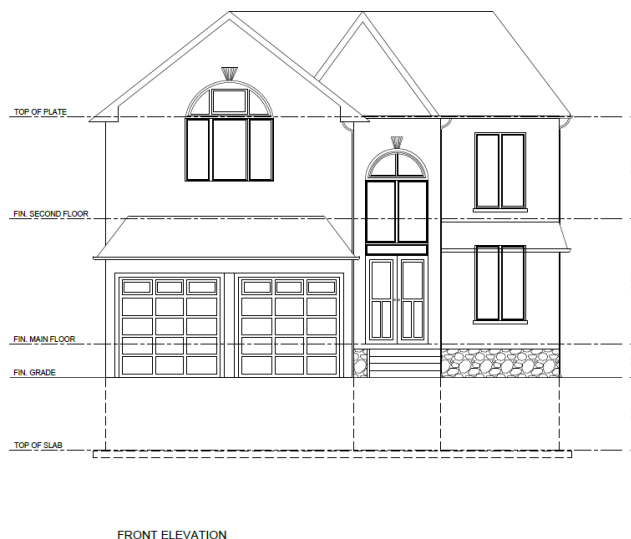 TOP OF PLATE
FIN. SECOND FLOOR
FIN. MAIN FLOOR
FIN. GRADE
TOP OF SLAB
FRONT ELEVATION